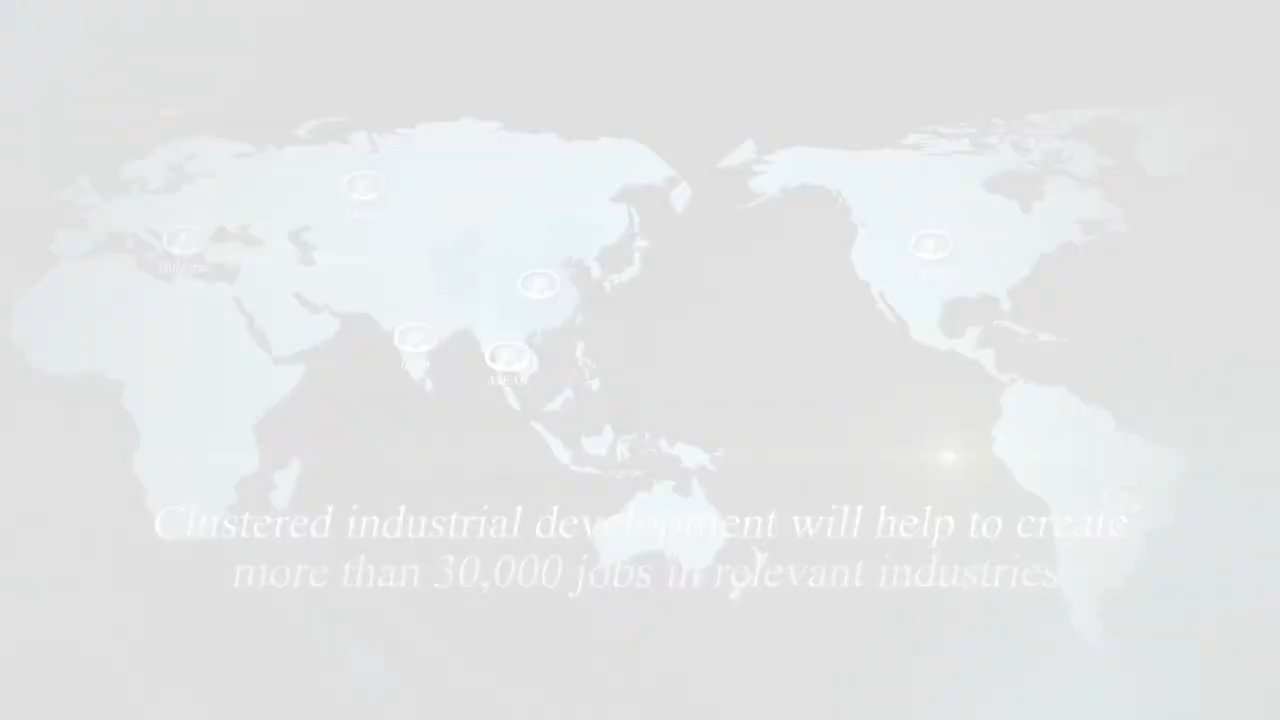 Clustered industrial development will help to create
more than 30,000 jobs in relevant industries